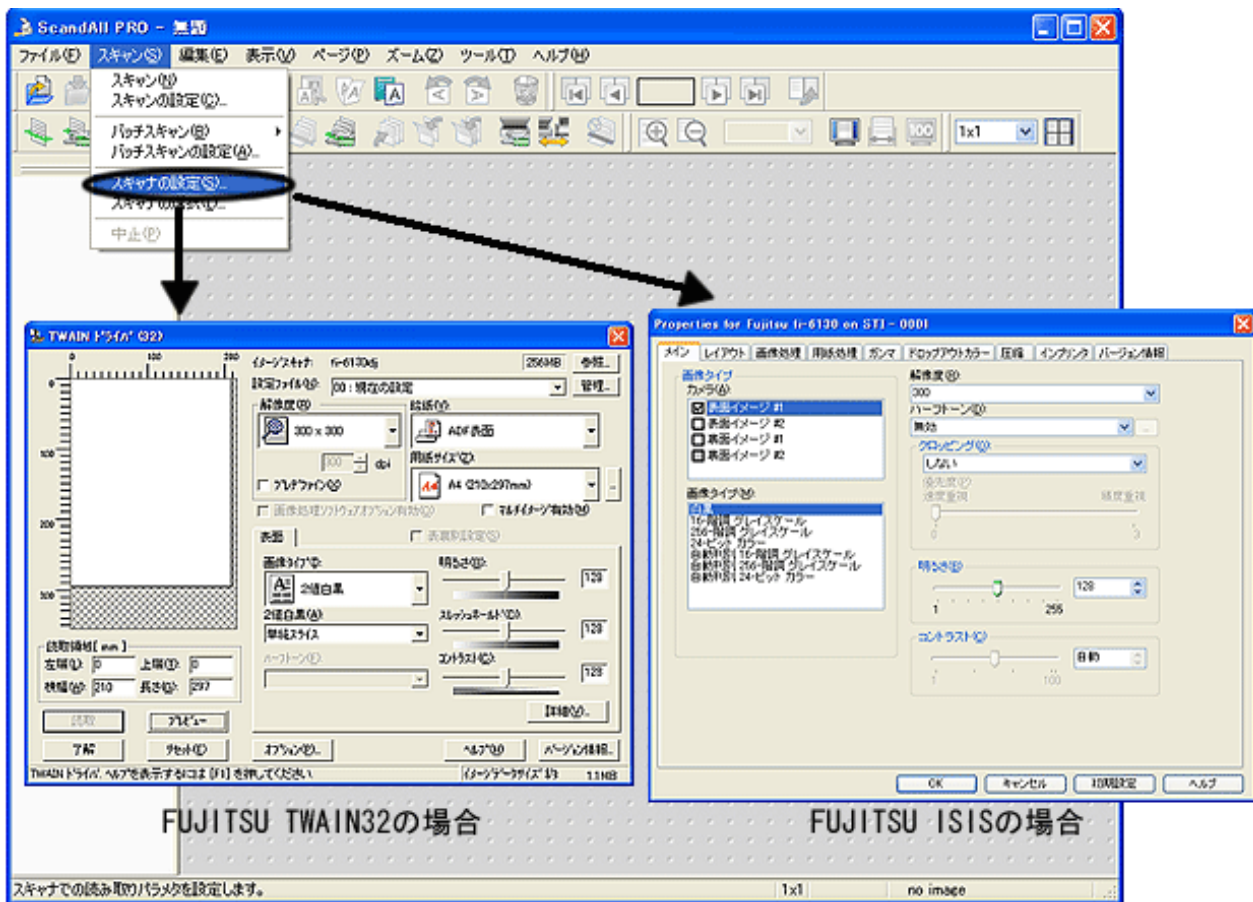 ScandAll PRO - 無題
ファイル(F) スキャン(S) 編集(E) 表示(V) ページ(P) ズーム(Z) ツール(T) ヘルプ(H)
スキャン(N)
スキャンの設定(C)...
バッチスキャン(B)
バッチスキャンの設定(A)...
スキャナの設定(S)...
中止(P)
100
1x1
TWAIN ドライバ (32)
0 100 200
0
100
200
300
イメージスキャナ: fi-6130dj 256MB 参照...
設定ファイル(9): 00 : 現在の設定 管理...
解像度(R) 給紙(Y):
300 x 300 ADF表面
300 dpi 用紙サイズ(Z):
プレデファイン(9) A4 (210x297mm) ...
画像処理ソフトウェアオプション有効(G) マルチイメージ有効(M)
表面 表裏別設定(S)
画像タイプ(I): 明るさ(B):
2値白黒 128
2値白黒(A) スレッショールド(D):
単純スライス 128
ハーフトーン(F): コントラスト(C):
128
詳細(V)...
読取領域[ mm ]
左端(L): 0 上端(T): 0
横幅(W): 210 長さ(G): 297
読取 プレビュー
了解 リセット(E) オプション(P)... ヘルプ(H) バージョン情報...
TWAIN ドライバ. ヘルプを表示するには [F1] を押してください. イメージデータサイズ 約 1.1MB
FUJITSU TWAIN32の場合
Properties for Fujitsu fi-6130 on STI - 0001
メイン レイアウト 画像処理 用紙処理 ガンマ ドロップアウトカラー 圧縮 インプリンタ バージョン情報
画像タイプ
カメラ(A):
表面イメージ #1
表面イメージ #2
裏面イメージ #1
裏面イメージ #2
画像タイプ(M):
白黒
16-階調 グレイスケール
256-階調 グレイスケール
24-ビット カラー
自動判別 16-階調 グレイスケール
自動判別 256-階調 グレイスケール
自動判別 24-ビット カラー
解像度(R):
300
ハーフトーン(D):
無効 ...
クロッピング(G):
しない
優先度(P)
速度重視 精度重視
0 3
明るさ(B)
128
1 255
コントラスト(C)
自動
1 100
OK キャンセル 初期設定 ヘルプ
FUJITSU ISISの場合
スキャナでの読み取りパラメタを設定します。 1x1 no image